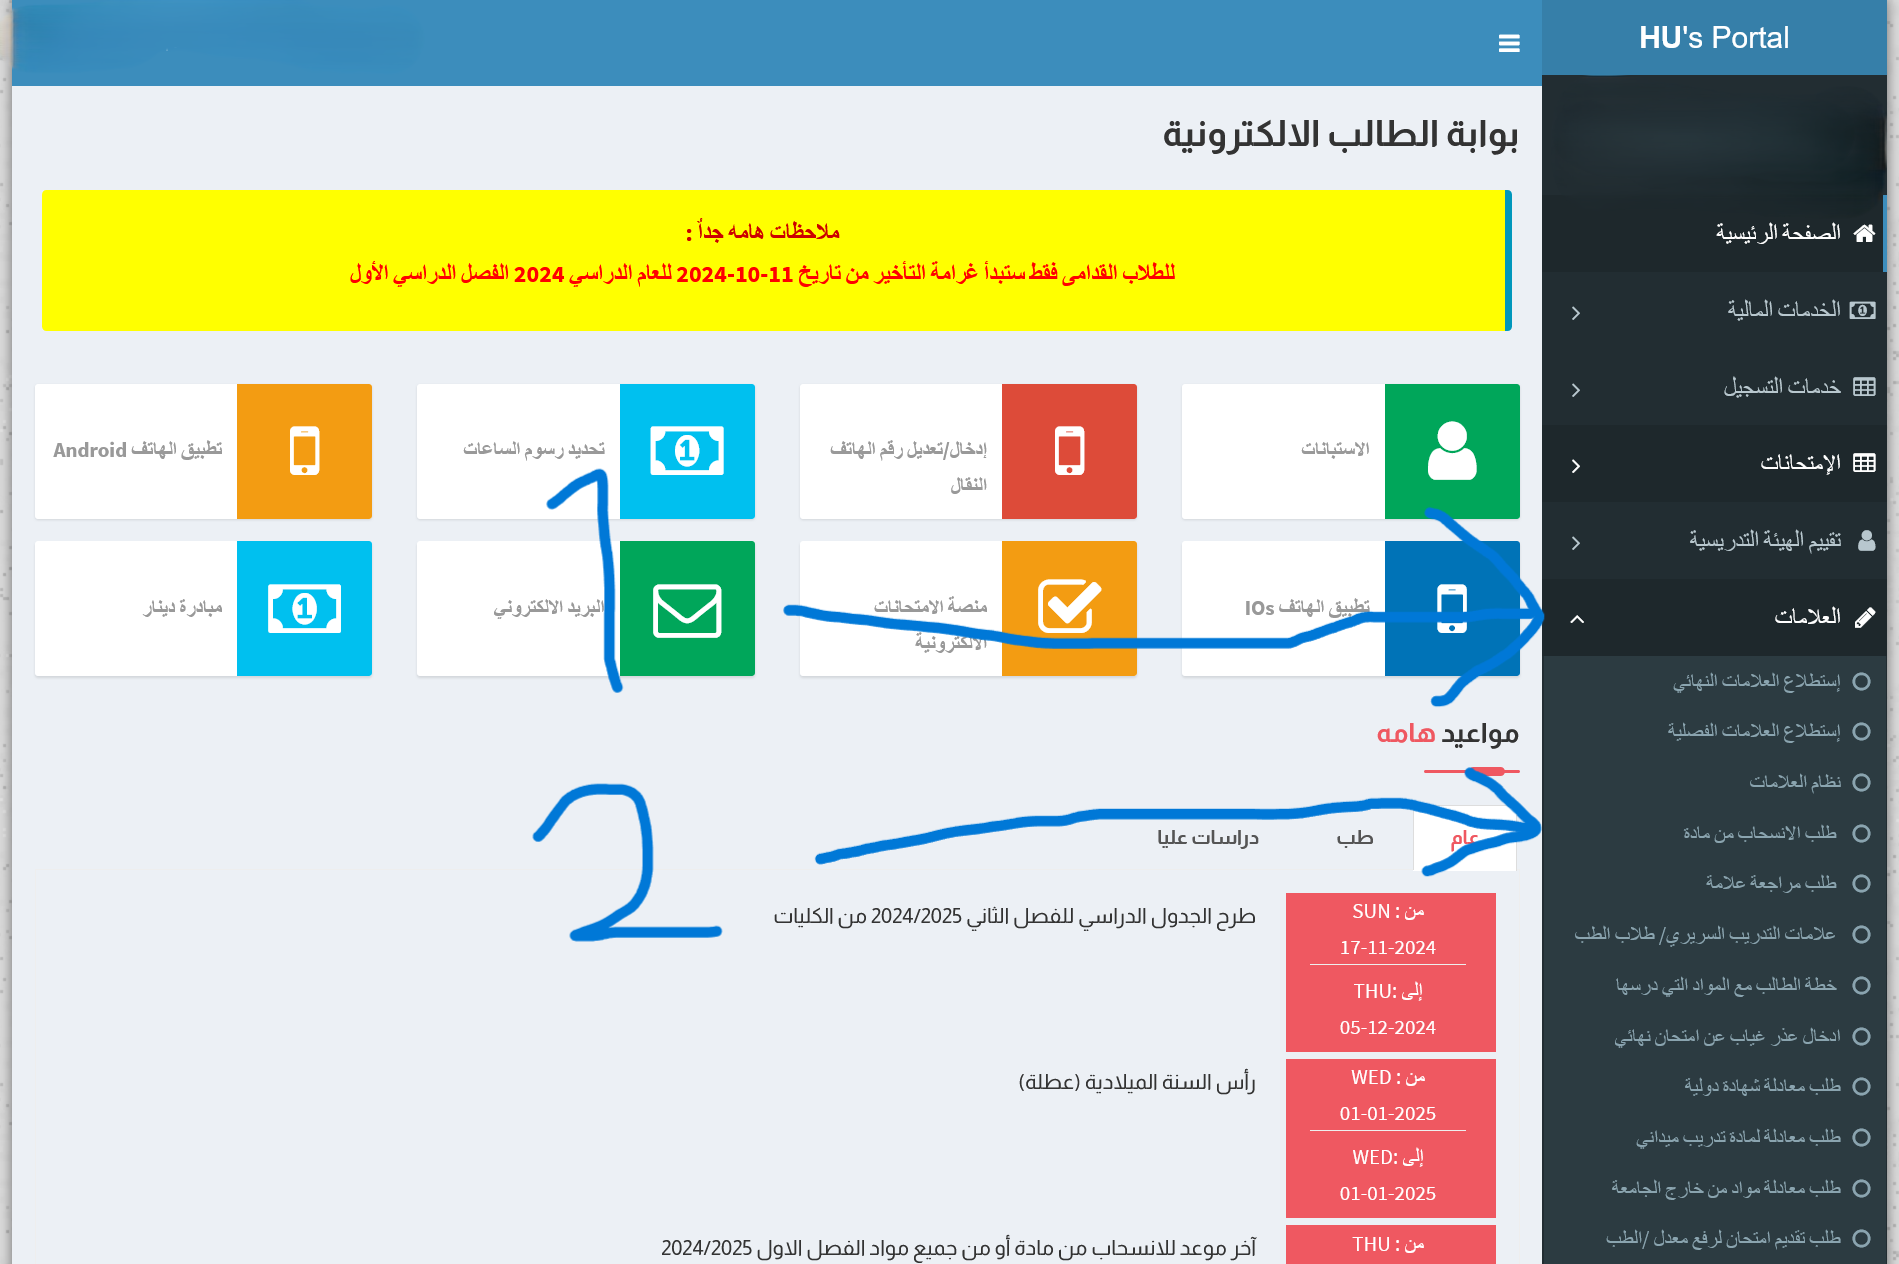 HU's Portal
الصفحة الرئيسية
الخدمات المالية
خدمات التسجيل
الإمتحانات
تقييم الهيئة التدريسية
العلامات
إستطلاع العلامات النهائي
إستطلاع العلامات الفصلية
نظام العلامات
طلب الانسحاب من مادة
طلب مراجعة علامة
علامات التدريب السريري/ طلاب الطب
خطة الطالب مع المواد التي درسها
ادخال عذر غياب عن امتحان نهائي
طلب معادلة شهادة دولية
طلب معادلة لمادة تدريب ميداني
طلب معادلة مواد من خارج الجامعة
طلب تقديم امتحان لرفع معدل /الطب
بوابة الطالب الالكترونية
ملاحظات هامه جداً :
للطلاب القدامى فقط ستبدأ غرامة التأخير من تاريخ 11-10-2024 للعام الدراسي 2024 الفصل الدراسي الأول
الاستبانات
إدخال/تعديل رقم الهاتف
النقال
تحديد رسوم الساعات
تطبيق الهاتف Android
تطبيق الهاتف IOs
منصة الامتحانات
الالكترونية
البريد الالكتروني
مبادرة دينار
1
مواعيد هامه
2
عام
طب
دراسات عليا
من : SUN
17-11-2024
إلى :THU
05-12-2024
طرح الجدول الدراسي للفصل الثاني 2024/2025 من الكليات
من : WED
01-01-2025
إلى :WED
01-01-2025
رأس السنة الميلادية (عطلة)
من : THU
آخر موعد للانسحاب من مادة أو من جميع مواد الفصل الاول 2024/2025